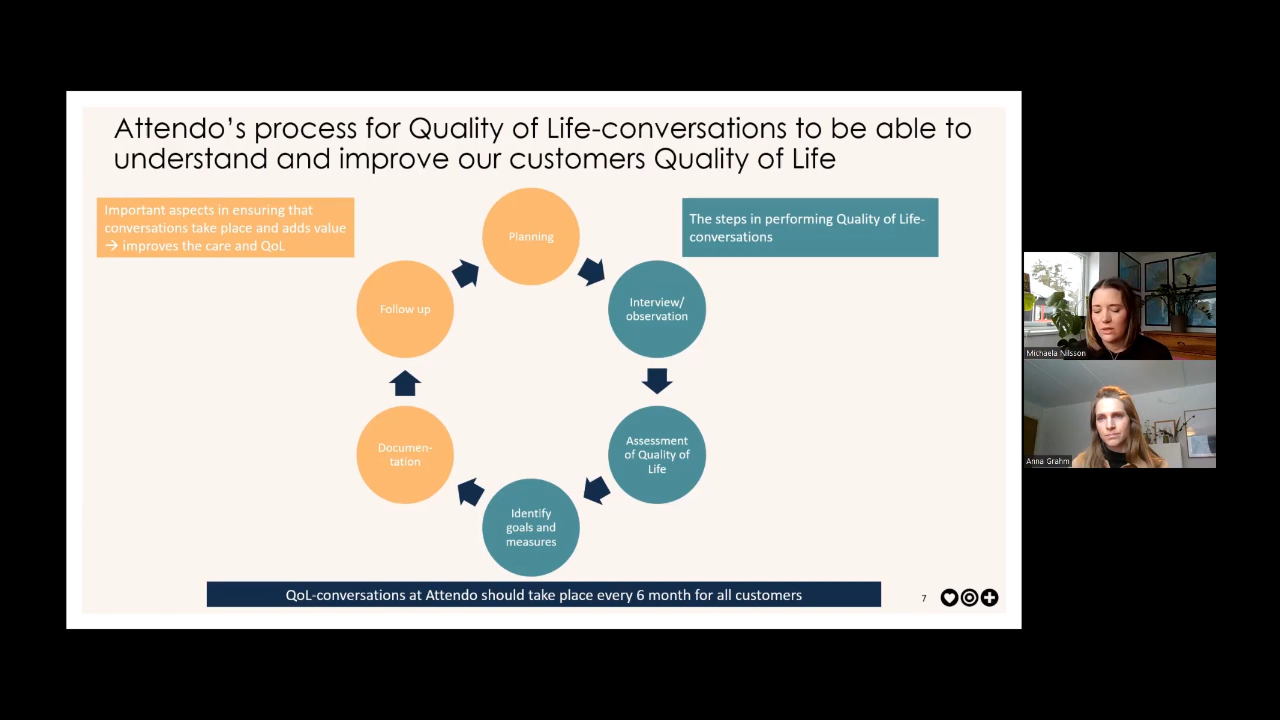 Attendo's process for Quality of Life-conversations to be able to
understand and improve our customers Quality of Life
Important aspects in ensuring that
conversations take place and adds value
→ improves the care and QoL
The steps in performing Quality of Life-
conversations
Planning
Interview/
observation
Assessment
of Quality of
Life
Identify
goals and
measures
Documen-
tation
Follow up
QoL-conversations at Attendo should take place every 6 month for all customers
7
Michaela Nilsson
Anna Grahm